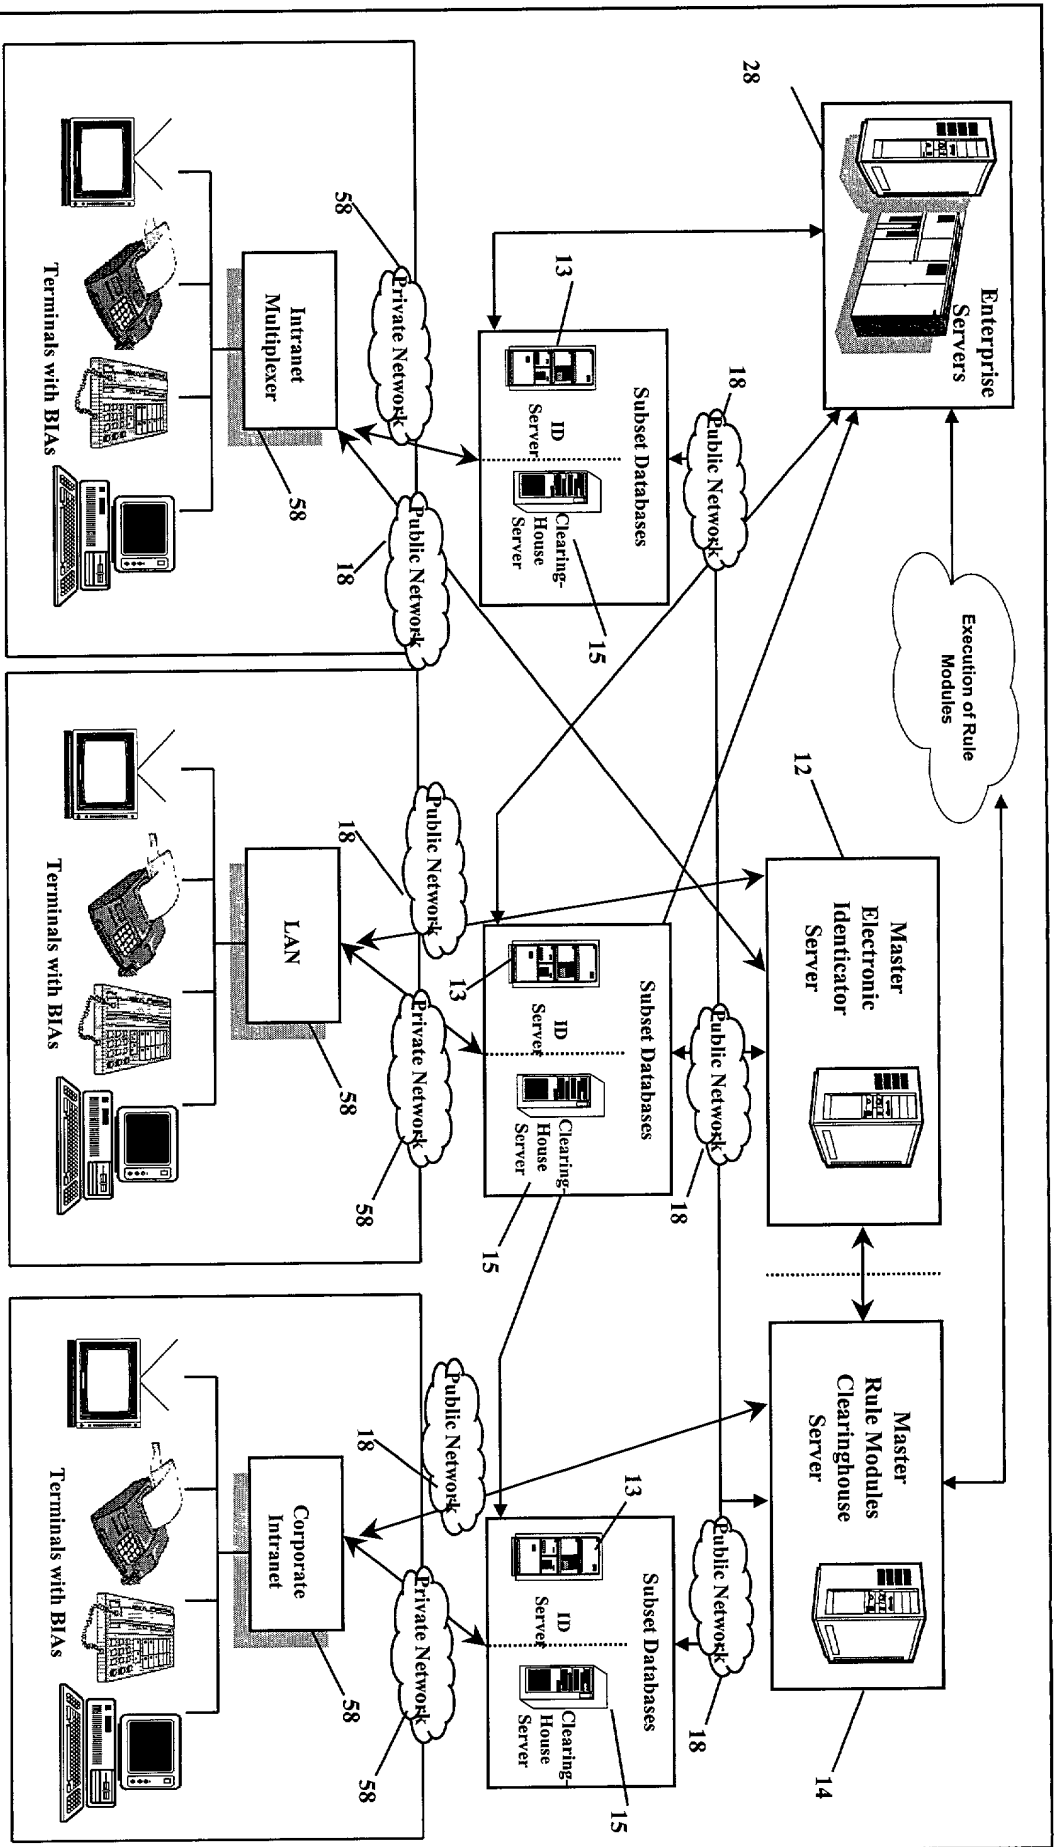 28
Enterprise
Servers
Execution of Rule
Modules
12
Master
Electronic
Identicator
Server
Master
Rule Modules
Clearinghouse
Server
14
18
Public Network
Public Network
18
Public Network
18
13
Subset Databases
ID
Server
Clearing-
House
Server
15
Subset Databases
13
ID
Server
Clearing-
House
Server
15
13
Subset Databases
ID
Server
Clearing-
House
Server
15
58
Private Network
Public Network
18
Public Network
18
Private Network
58
Public Network
18
Private Network
58
Intranet
Multiplexer
58
LAN
58
Corporate
Intranet
58
Terminals with BIAs
Terminals with BIAs
Terminals with BIAs